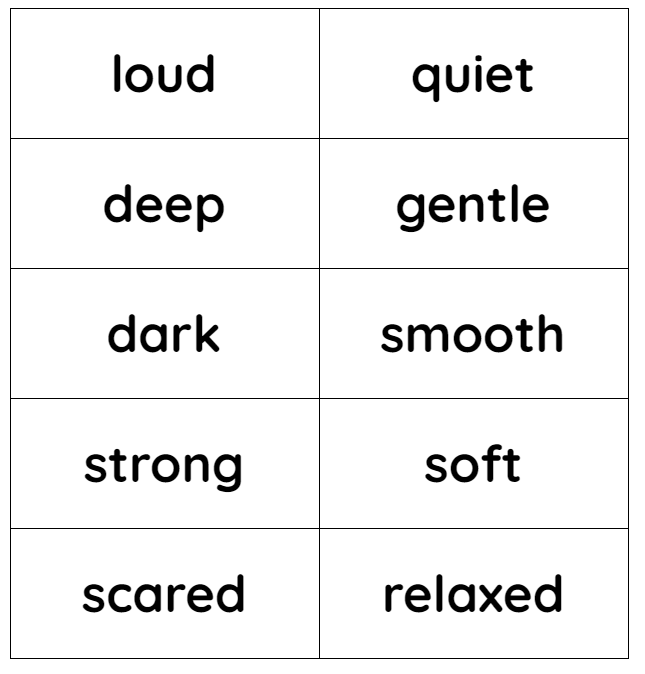 loud quiet
deep gentle
dark smooth
strong soft
scared relaxed